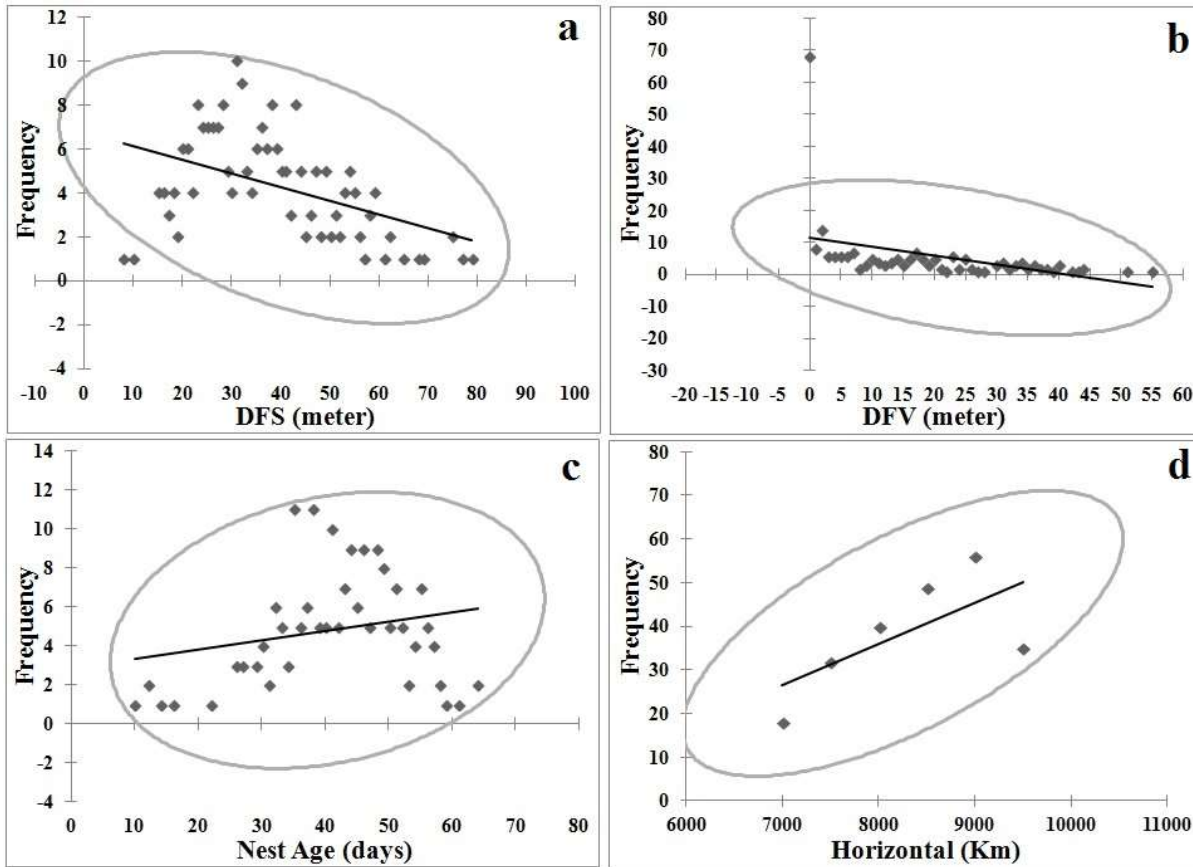 a
12
10
8
6
4
2
0
-2
-4
Frequency
-10 0 10 20 30 40 50 60 70 80 90 100
DFS (meter)
b
80
70
60
50
40
30
20
10
0
-10
-20
-30
Frequency
-20 -15 -10 -5 0 5 10 15 20 25 30 35 40 45 50 55 60
DFV (meter)
c
14
12
10
8
6
4
2
0
-2
-4
Frequency
0 10 20 30 40 50 60 70 80
Nest Age (days)
d
80
70
60
50
40
30
20
10
0
Frequency
6000 7000 8000 9000 10000 11000
Horizontal (Km)